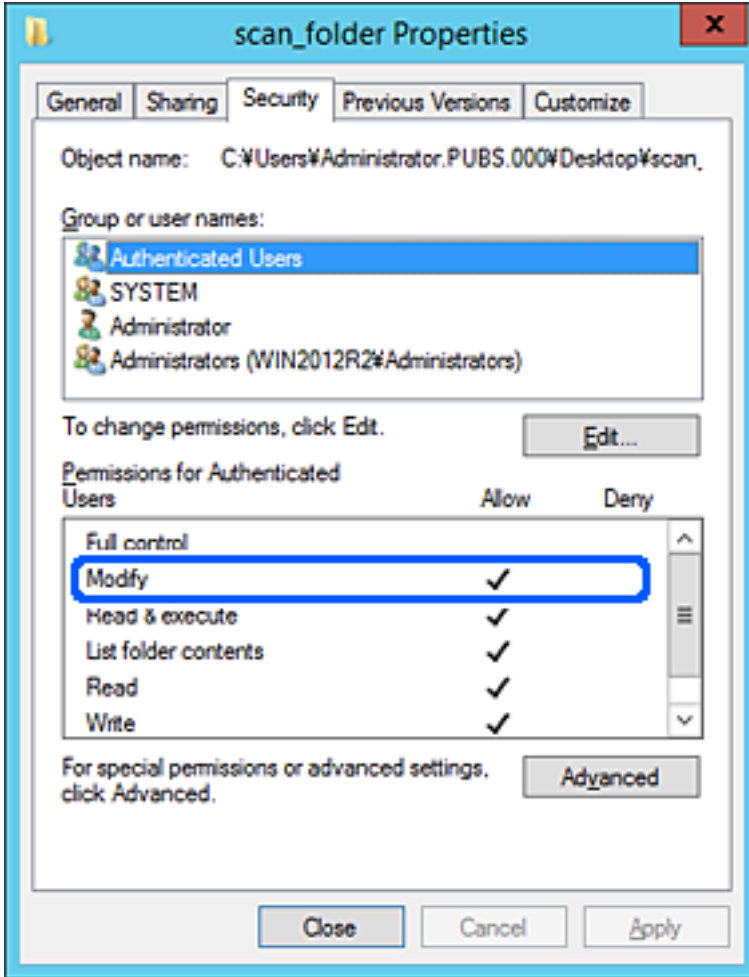 scan_folder Properties
x
General Sharing Security Previous Versions Customize
Object name: C:¥Users¥Administrator.PUBS.000¥Desktop¥scan_
Group or user names:
Authenticated Users
SYSTEM
Administrator
Administrators (WIN2012R2¥Administrators)
To change permissions, click Edit.
Edit...
Permissions for Authenticated
Users Allow Deny
Full control
Modify
Read & execute
List folder contents
Read
Write
For special permissions or advanced settings,
click Advanced.
Advanced
Close Cancel Apply